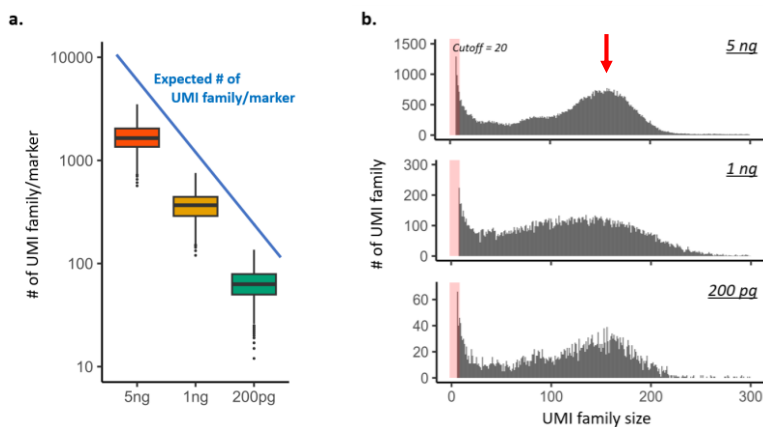 a.
10000
1000
100
10
# of UMI family/marker
Expected # of
UMI family/marker
5ng
1ng
200pg
b.
Cutoff = 20
5 ng
1500
1000
500
0
1 ng
300
200
100
0
200 pg
60
40
20
0
# of UMI family
0
100
200
300
UMI family size